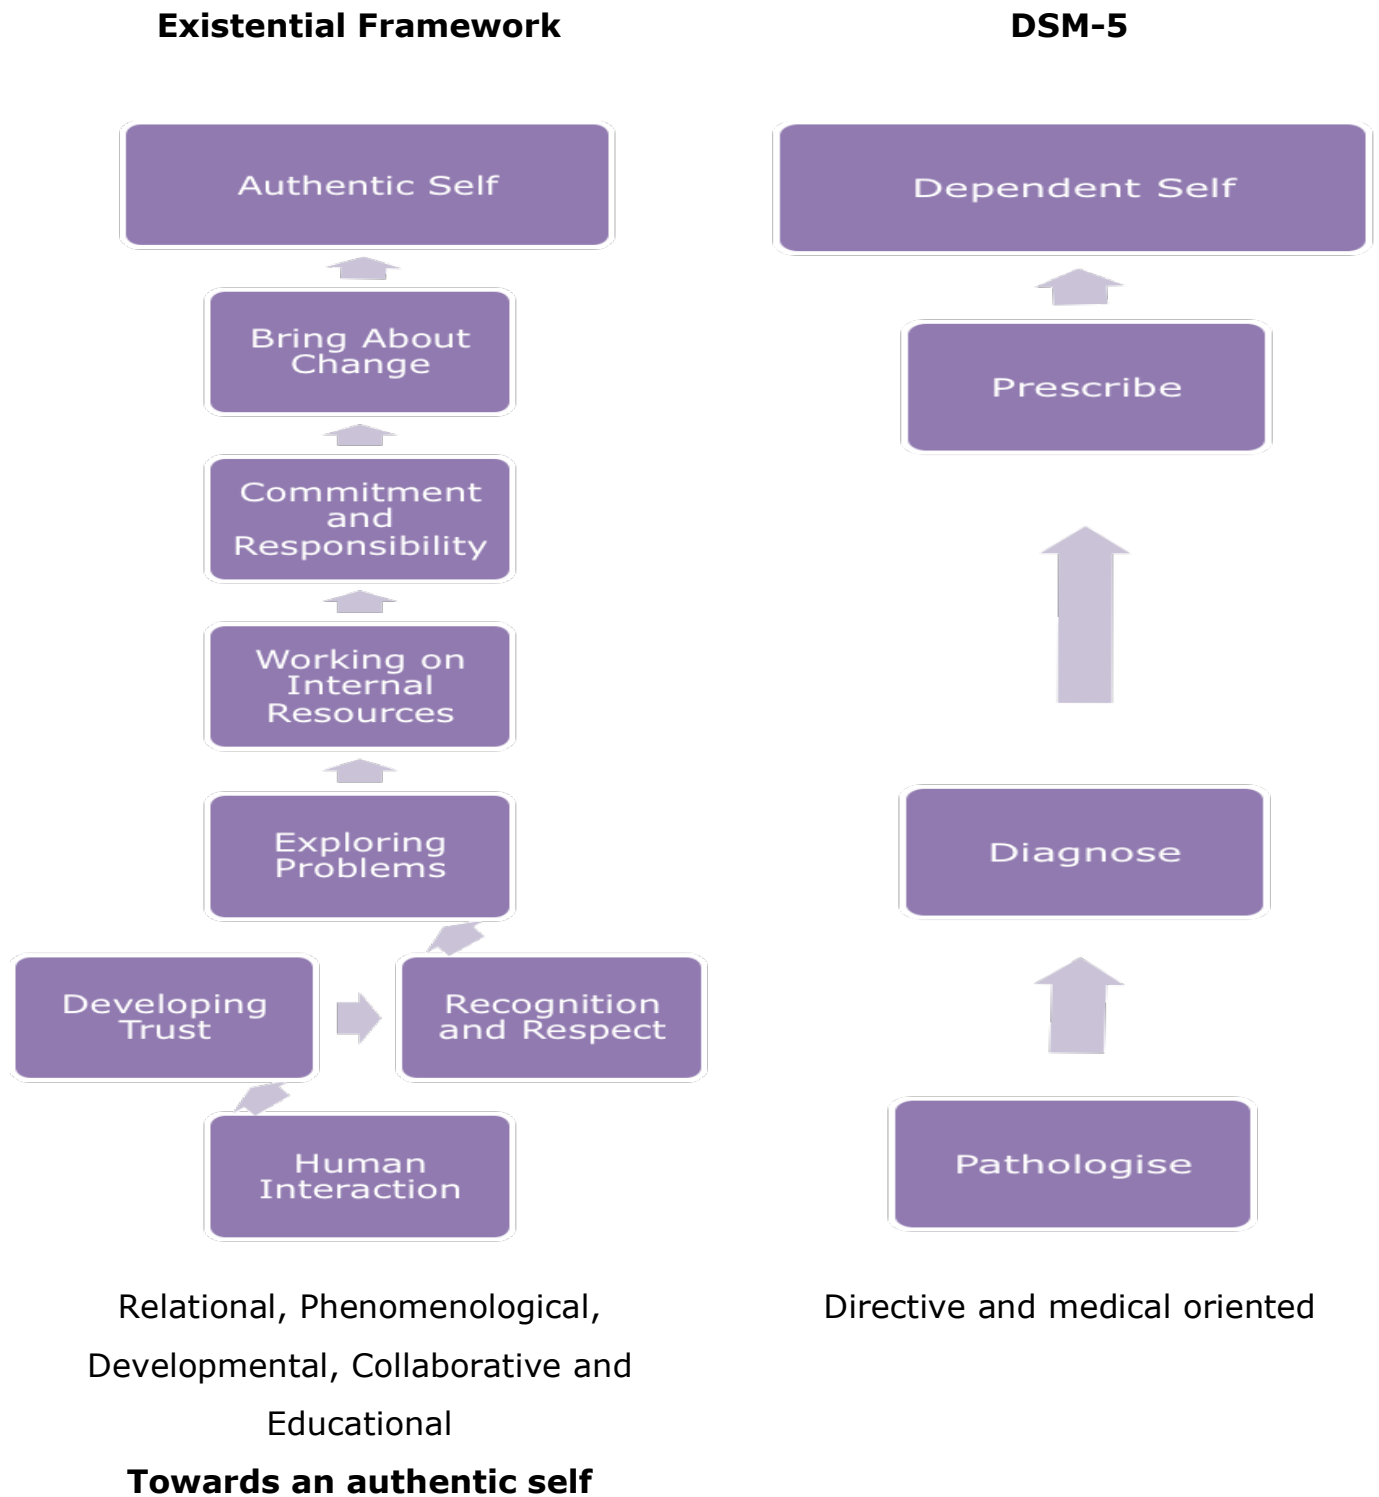 Existential Framework
DSM-5
Authentic Self
Bring About
Change
Commitment
and
Responsibility
Working on
Internal
Resources
Exploring
Problems
Developing
Trust
Recognition
and Respect
Human
Interaction
Relational, Phenomenological,
Developmental, Collaborative and
Educational
Towards an authentic self
Dependent Self
Prescribe
Diagnose
Pathologise
Directive and medical oriented